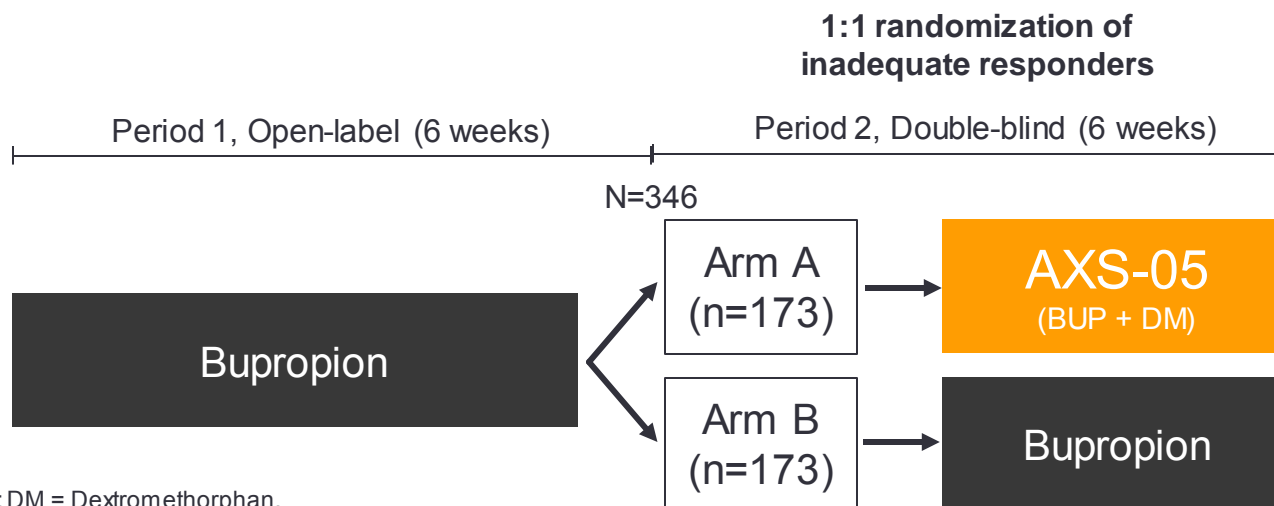 1:1 randomization of
inadequate responders
Period 1, Open-label (6 weeks)
Period 2, Double-blind (6 weeks)
N=346
Arm A
(n=173)
AXS-05
(BUP + DM)
Bupropion
Arm B
(n=173)
Bupropion
DM = Dextromethorphan.